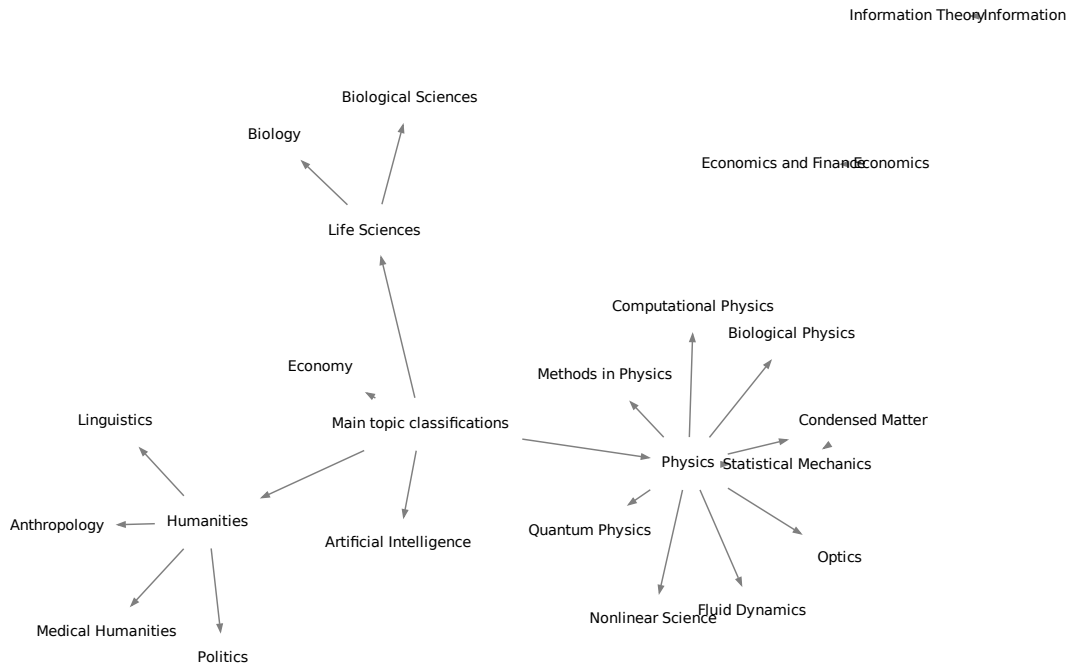 Information Theory
Information
Biological Sciences
Biology
Economics and Finance
Economics
Life Sciences
Computational Physics
Biological Physics
Economy
Methods in Physics
Linguistics
Main topic classifications
Condensed Matter
Physics
Statistical Mechanics
Anthropology
Humanities
Quantum Physics
Artificial Intelligence
Optics
Fluid Dynamics
Nonlinear Science
Medical Humanities
Politics